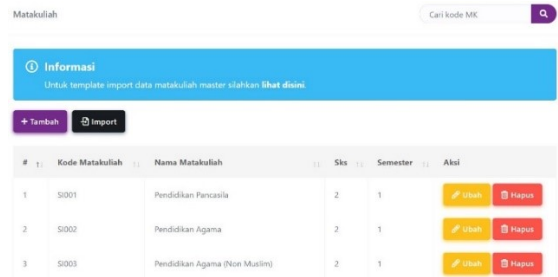 Matakuliah
Cari kode MK
Informasi
Untuk template import data matakuliah master silahkan lihat disini.
+ Tambah Import
# Kode Matakuliah Nama Matakuliah Sks Semester Aksi
1 SI001 Pendidikan Pancasila 2 1 Ubah Hapus
2 SI002 Pendidikan Agama 2 1 Ubah Hapus
3 SI003 Pendidikan Agama (Non Muslim) 2 1 Ubah Hapus